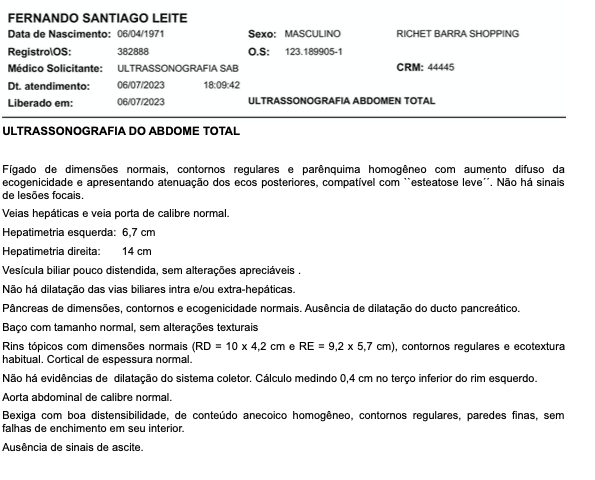 FERNANDO SANTIAGO LEITE
Data de Nascimento: 06/04/1971 Sexo: MASCULINO RICHET BARRA SHOPPING
Registro\OS: 382888 O.S: 123.189905-1
Médico Solicitante: ULTRASSONOGRAFIA SAB CRM: 44445
Dt. atendimento: 06/07/2023 18:09:42
Liberado em: 06/07/2023 ULTRASSONOGRAFIA ABDOMEN TOTAL
ULTRASSONOGRAFIA DO ABDOME TOTAL
Fígado de dimensões normais, contornos regulares e parênquima homogêneo com aumento difuso da
ecogenicidade e apresentando atenuação dos ecos posteriores, compatível com ``esteatose leve´´. Não há sinais
de lesões focais.
Veias hepáticas e veia porta de calibre normal.
Hepatimetria esquerda: 6,7 cm
Hepatimetria direita: 14 cm
Vesícula biliar pouco distendida, sem alterações apreciáveis .
Não há dilatação das vias biliares intra e/ou extra-hepáticas.
Pâncreas de dimensões, contornos e ecogenicidade normais. Ausência de dilatação do ducto pancreático.
Baço com tamanho normal, sem alterações texturais
Rins tópicos com dimensões normais (RD = 10 x 4,2 cm e RE = 9,2 x 5,7 cm), contornos regulares e ecotextura
habitual. Cortical de espessura normal.
Não há evidências de dilatação do sistema coletor. Cálculo medindo 0,4 cm no terço inferior do rim esquerdo.
Aorta abdominal de calibre normal.
Bexiga com boa distensibilidade, de conteúdo anecoico homogêneo, contornos regulares, paredes finas, sem
falhas de enchimento em seu interior.
Ausência de sinais de ascite.